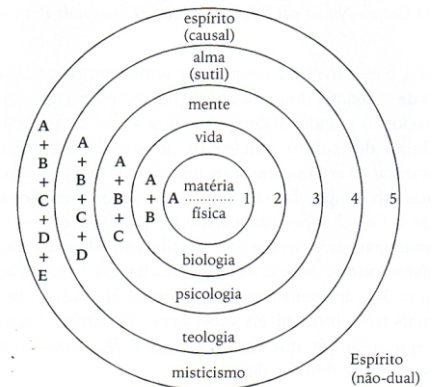 espírito
(causal)
alma
(sutil)
mente
vida
matéria
física
biologia
psicologia
teologia
misticismo
A
+
B
+
C
+
D
+
E
A
+
B
+
C
+
D
A
+
B
+
C
A
+
B
A
1
2
3
4
5
Espírito
(não-dual)